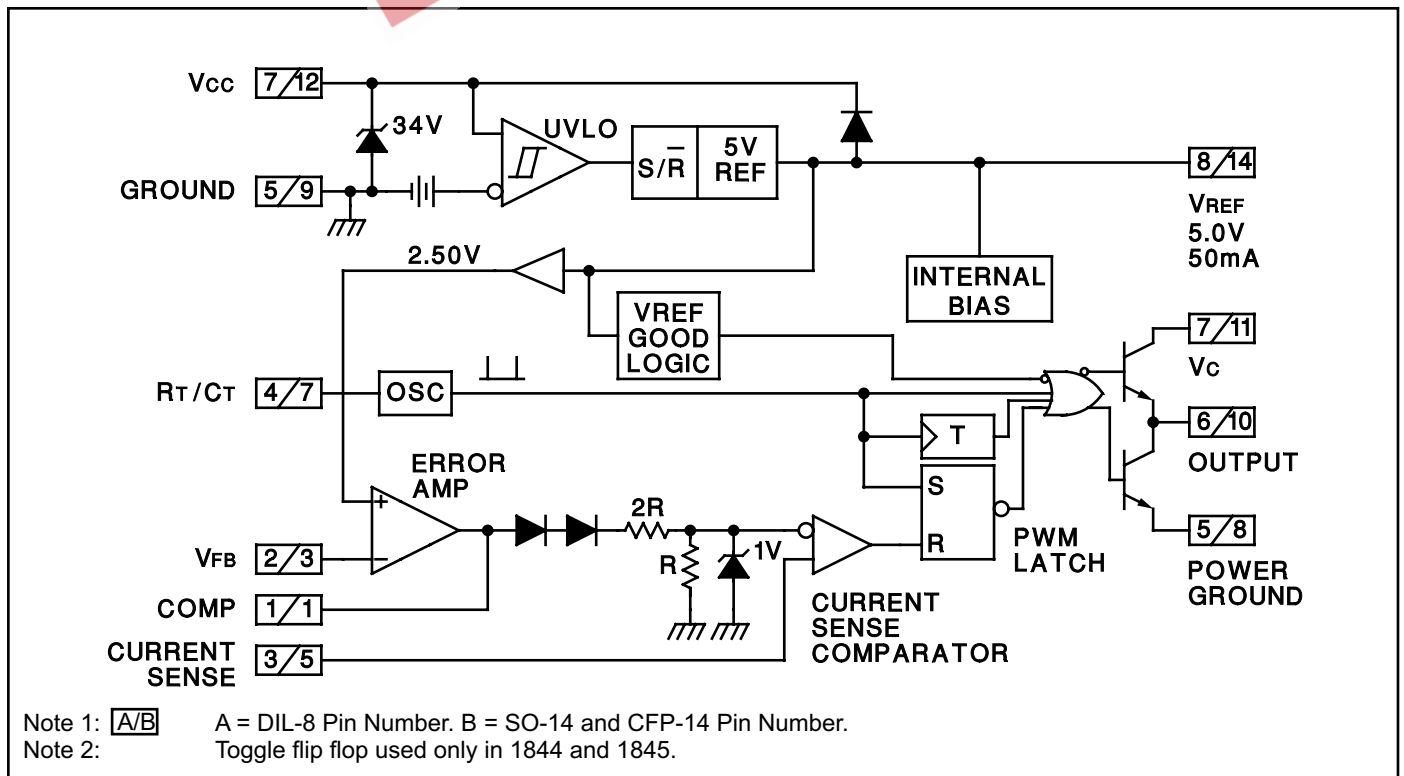 VCC 7/12
34V
UVLO
S/R̅
5V
REF
GROUND 5/9
8/14
VREF
5.0V
50mA
2.50V
INTERNAL
BIAS
VREF
GOOD
LOGIC
7/11
VC
RT/CT 4/7
OSC
T
6/10
OUTPUT
ERROR
AMP
+
−
S
R
PWM
LATCH
2R
R
1V
VFB 2/3
5/8
POWER
GROUND
COMP 1/1
CURRENT
SENSE
COMPARATOR
CURRENT
SENSE
3/5
Note 1: A/B A = DIL-8 Pin Number. B = SO-14 and CFP-14 Pin Number.
Note 2: Toggle flip flop used only in 1844 and 1845.